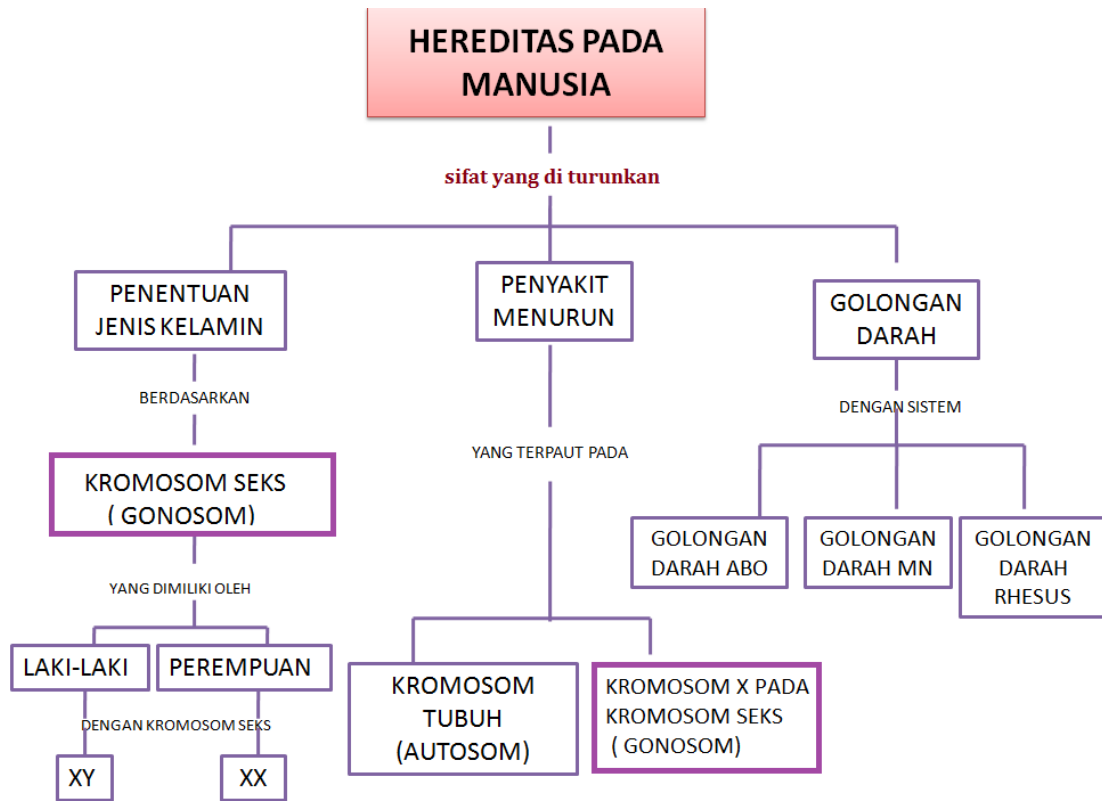 HEREDITAS PADA
MANUSIA
sifat yang di turunkan
PENENTUAN
JENIS KELAMIN
BERDASARKAN
KROMOSOM SEKS
( GONOSOM)
YANG DIMILIKI OLEH
LAKI-LAKI
PEREMPUAN
DENGAN KROMOSOM SEKS
XY
XX
PENYAKIT
MENURUN
YANG TERPAUT PADA
KROMOSOM
TUBUH
(AUTOSOM)
KROMOSOM X PADA
KROMOSOM SEKS
( GONOSOM)
GOLONGAN
DARAH
DENGAN SISTEM
GOLONGAN
DARAH ABO
GOLONGAN
DARAH MN
GOLONGAN
DARAH
RHESUS